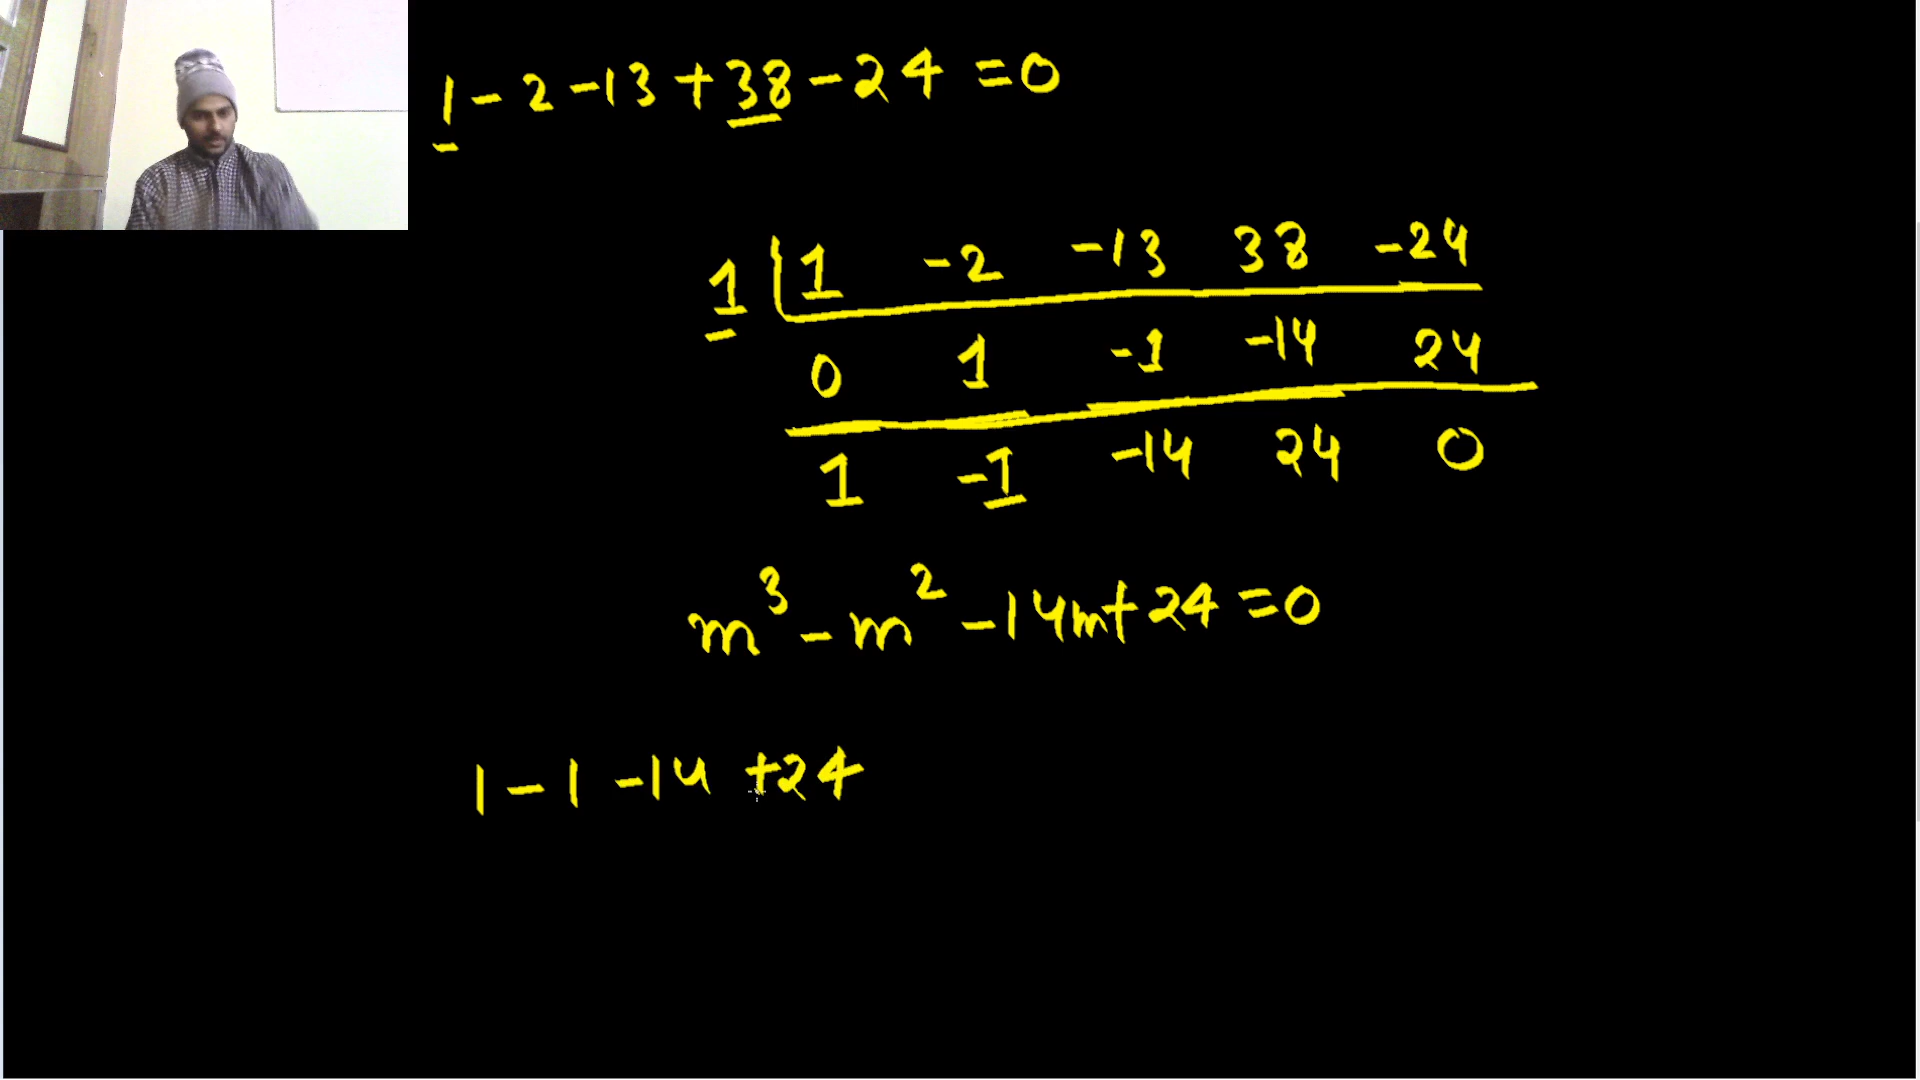 1 - 2 - 13 + 38 - 24 = 0
1 | 1 -2 -13 38 -24
0 1 -1 -14 24
1 -1 -14 24 0
m³ - m² - 14m + 24 = 0
1 - 1 - 14 + 24